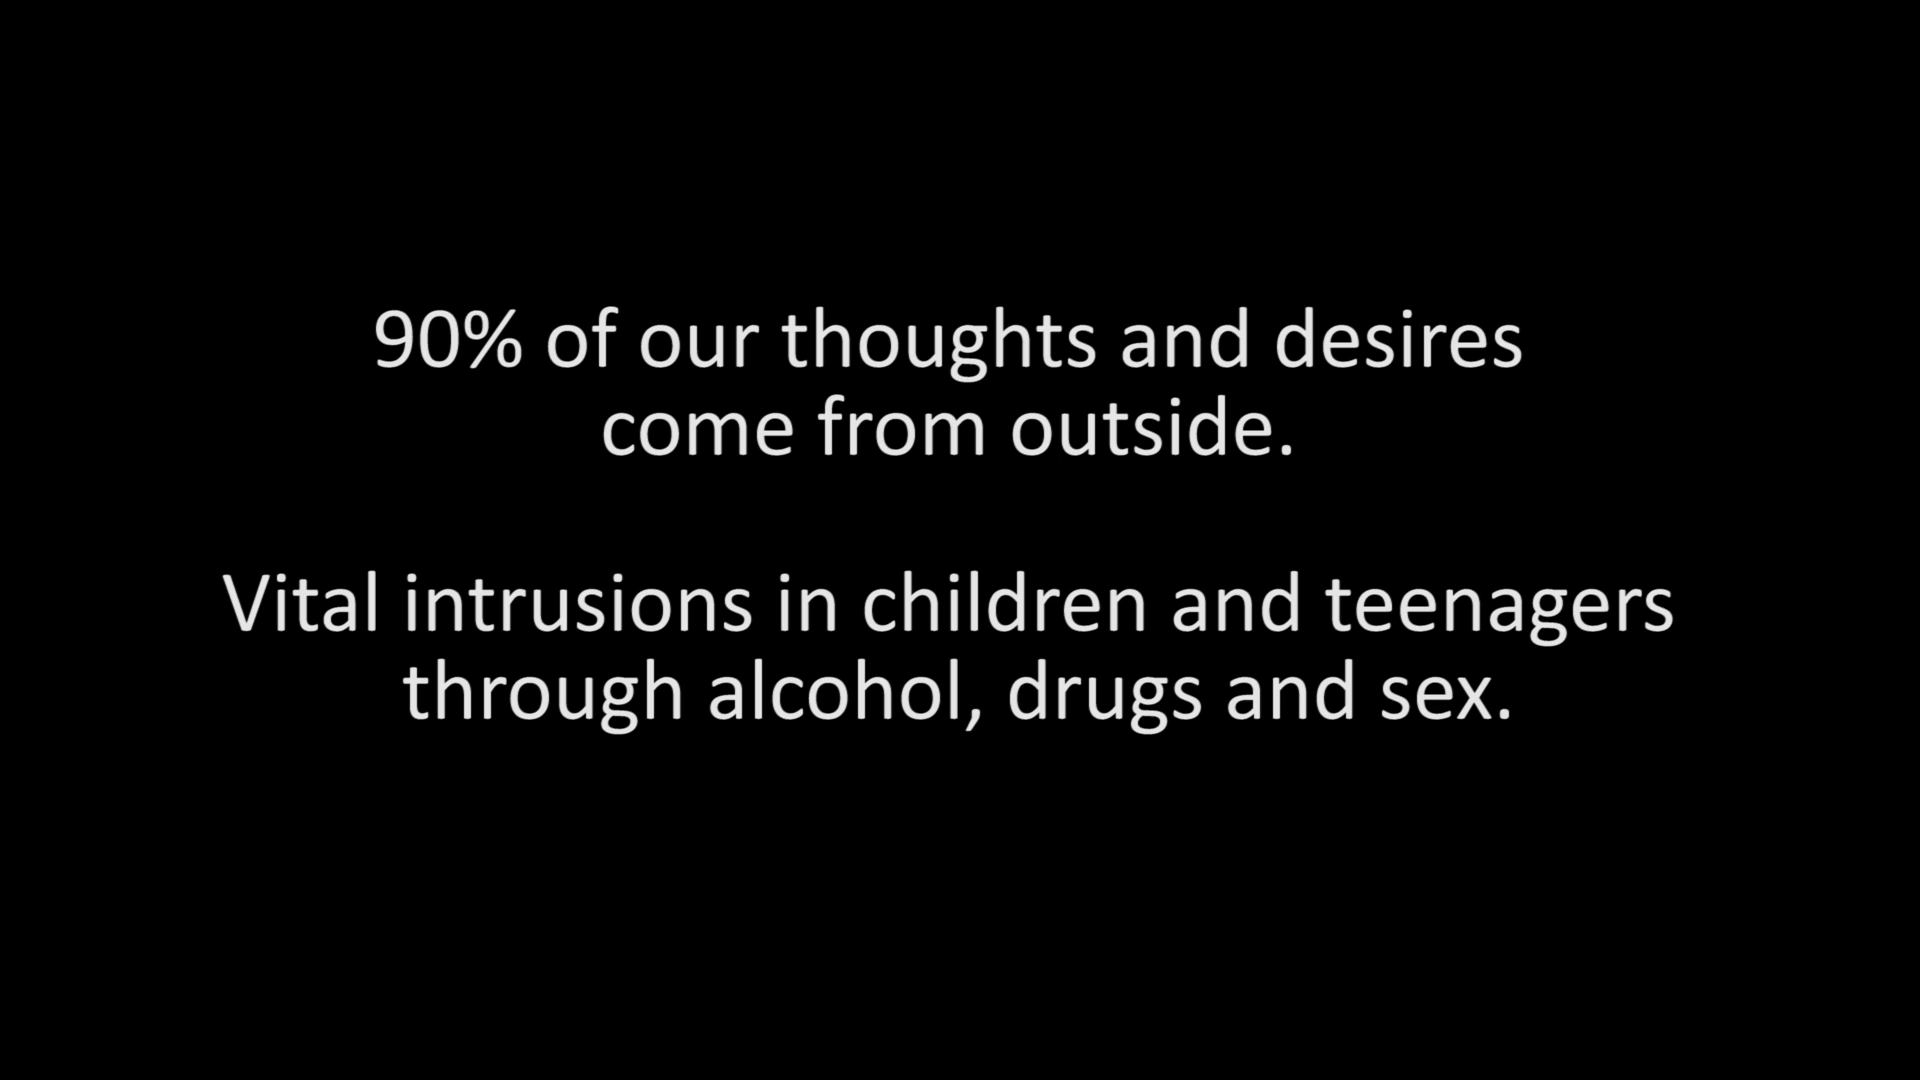 90% of our thoughts and desires
come from outside.
Vital intrusions in children and teenagers
through alcohol, drugs and sex.